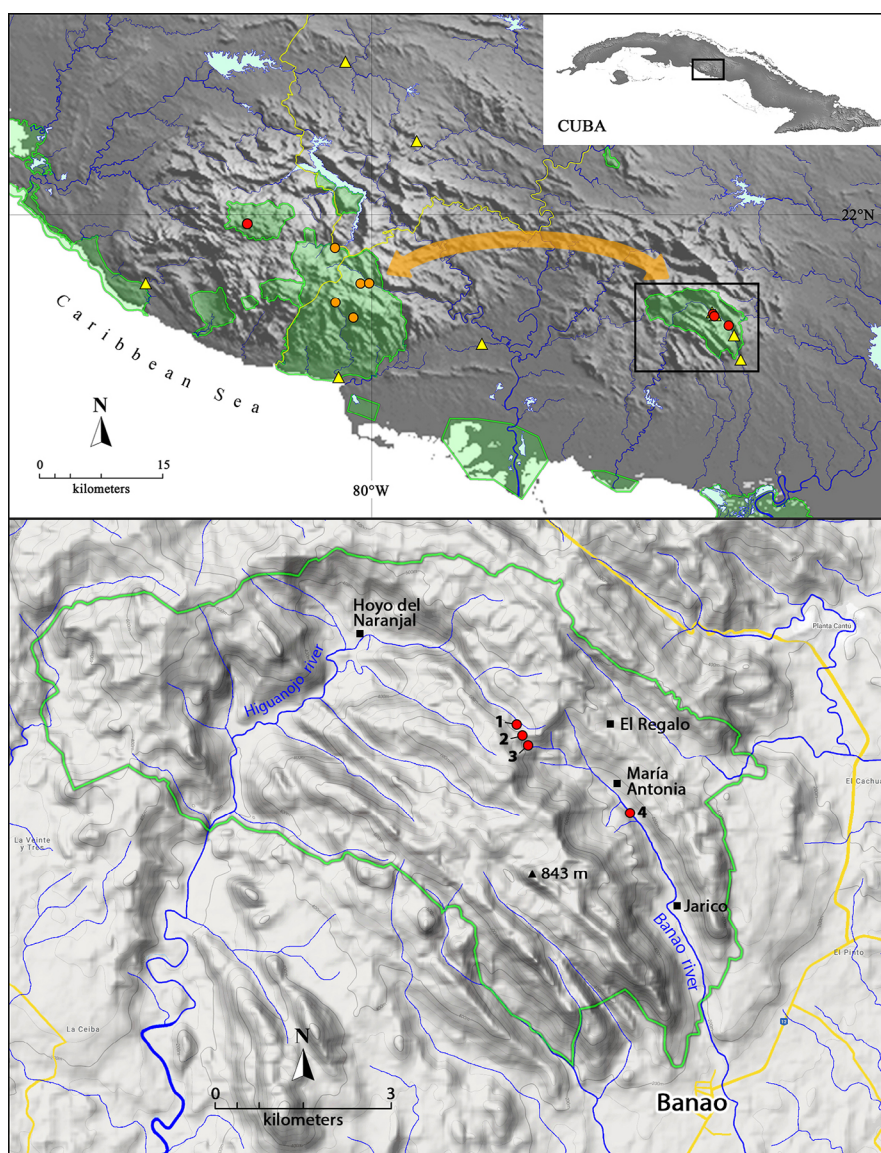 CUBA
22°N
Caribbean Sea
N
0 15
kilometers
80°W
Hoyo del
Naranjal
Planta Cantú
Higuanojo river
1
2
3
El Regalo
María
Antonia
El Cachua
4
La Veinte
y Tres
843 m
Jarico
Banao river
El Pinto
La Ceiba
N
0 3
kilometers
Banao